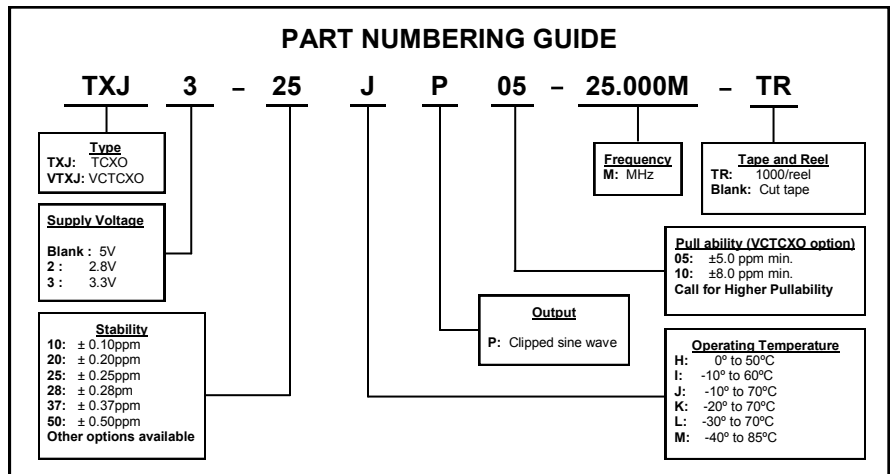 PART NUMBERING GUIDE
TXJ 3 – 25 J P 05 – 25.000M – TR
Type
TXJ: TCXO
VTXJ: VCTCXO
Frequency
M: MHz
Tape and Reel
TR: 1000/reel
Blank: Cut tape
Supply Voltage
Blank : 5V
2 : 2.8V
3 : 3.3V
Pull ability (VCTCXO option)
05: ±5.0 ppm min.
10: ±8.0 ppm min.
Call for Higher Pullability
Output
P: Clipped sine wave
Stability
10: ± 0.10ppm
20: ± 0.20ppm
25: ± 0.25ppm
28: ± 0.28pm
37: ± 0.37ppm
50: ± 0.50ppm
Other options available
Operating Temperature
H: 0º to 50ºC
I: -10º to 60ºC
J: -10º to 70ºC
K: -20º to 70ºC
L: -30º to 70ºC
M: -40º to 85ºC